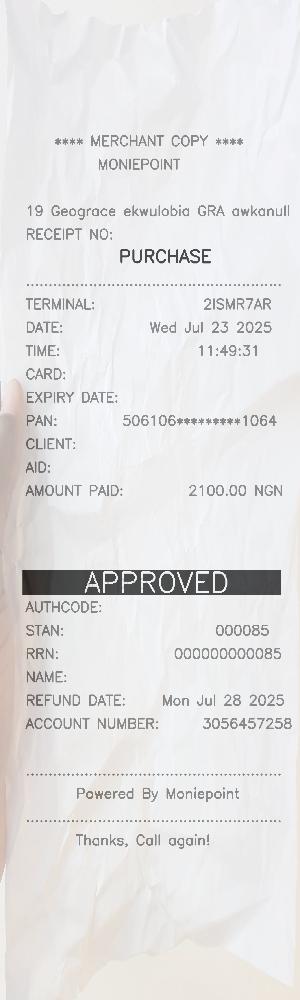 **** MERCHANT COPY ****
MONIEPOINT
19 Geograce ekwulobia GRA awkanull
RECEIPT NO:
PURCHASE
TERMINAL: 2ISMR7AR
DATE: Wed Jul 23 2025
TIME: 11:49:31
CARD:
EXPIRY DATE:
PAN: 506106*********1064
CLIENT:
AID:
AMOUNT PAID: 2100.00 NGN
APPROVED
AUTHCODE:
STAN: 000085
RRN: 000000000085
NAME:
REFUND DATE: Mon Jul 28 2025
ACCOUNT NUMBER: 3056457258
Powered By Moniepoint
Thanks, Call again!